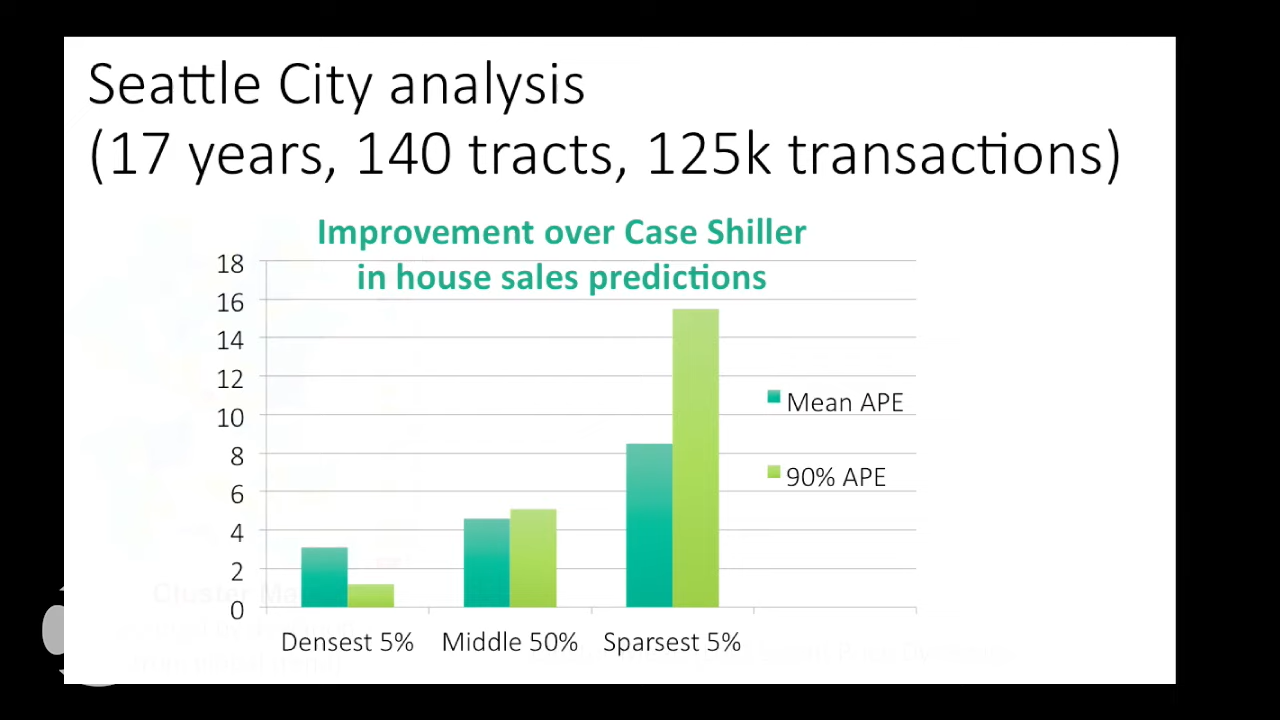 Seattle City analysis
(17 years, 140 tracts, 125k transactions)
Improvement over Case Shiller
in house sales predictions
18
16
14
12
10
8
6
4
2
0
Mean APE
90% APE
Densest 5% Middle 50% Sparsest 5%